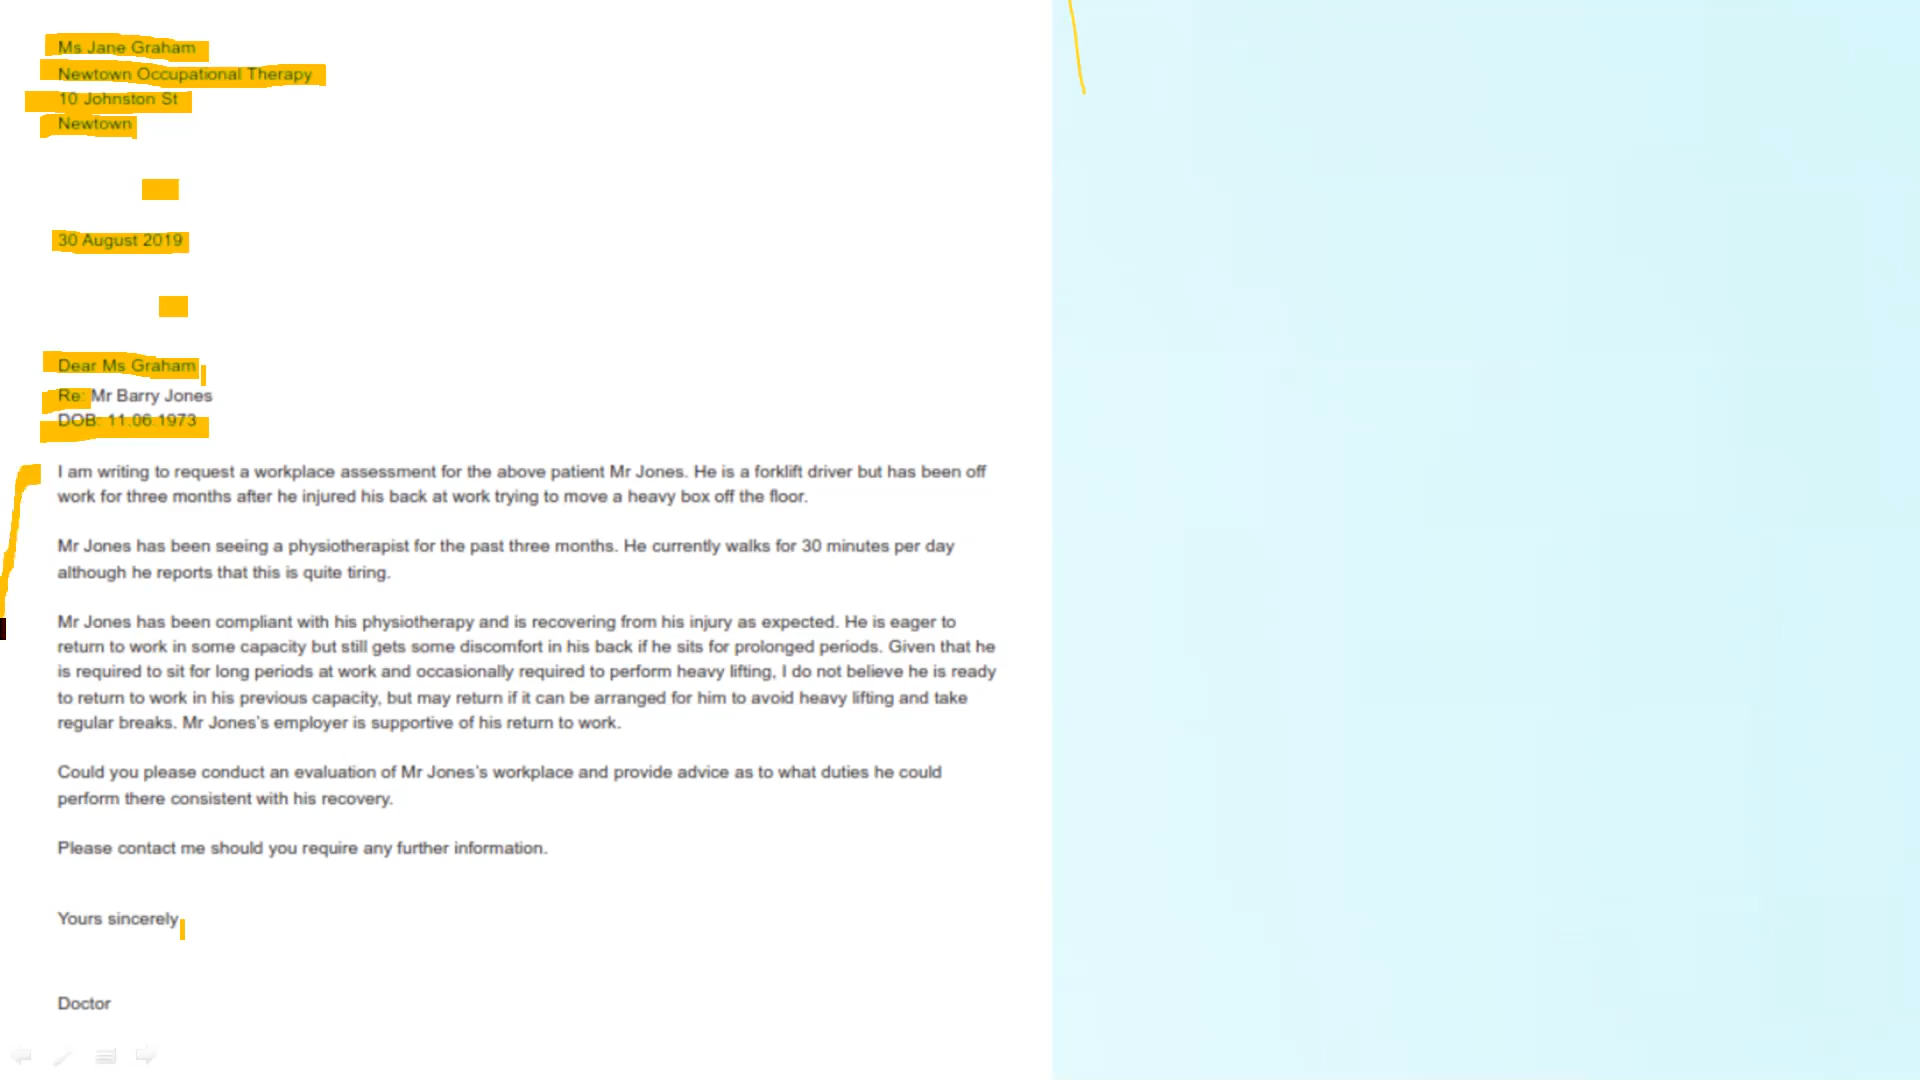 Ms Jane Graham
Newtown Occupational Therapy
10 Johnston St
Newtown
30 August 2019
Dear Ms Graham
Re: Mr Barry Jones
DOB: 11.06.1973
I am writing to request a workplace assessment for the above patient Mr Jones. He is a forklift driver but has been off
work for three months after he injured his back at work trying to move a heavy box off the floor.
Mr Jones has been seeing a physiotherapist for the past three months. He currently walks for 30 minutes per day
although he reports that this is quite tiring.
Mr Jones has been compliant with his physiotherapy and is recovering from his injury as expected. He is eager to
return to work in some capacity but still gets some discomfort in his back if he sits for prolonged periods. Given that he
is required to sit for long periods at work and occasionally required to perform heavy lifting, I do not believe he is ready
to return to work in his previous capacity, but may return if it can be arranged for him to avoid heavy lifting and take
regular breaks. Mr Jones’s employer is supportive of his return to work.
Could you please conduct an evaluation of Mr Jones’s workplace and provide advice as to what duties he could
perform there consistent with his recovery.
Please contact me should you require any further information.
Yours sincerely
Doctor